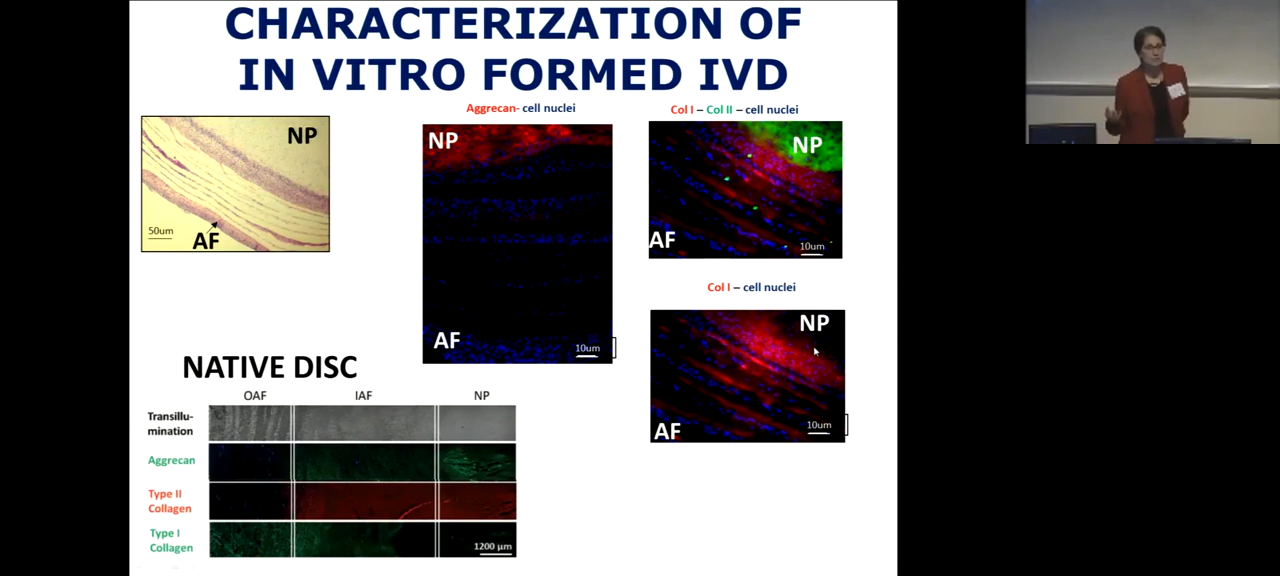 CHARACTERIZATION OF
IN VITRO FORMED IVD
NP
50um
AF
Aggrecan- cell nuclei
NP
AF
10um
Col I – Col II – cell nuclei
NP
AF
10um
Col I – cell nuclei
NP
AF
10um
NATIVE DISC
OAF IAF NP
Transillu-
mination
Aggrecan
Type II
Collagen
Type I
Collagen
1200 µm